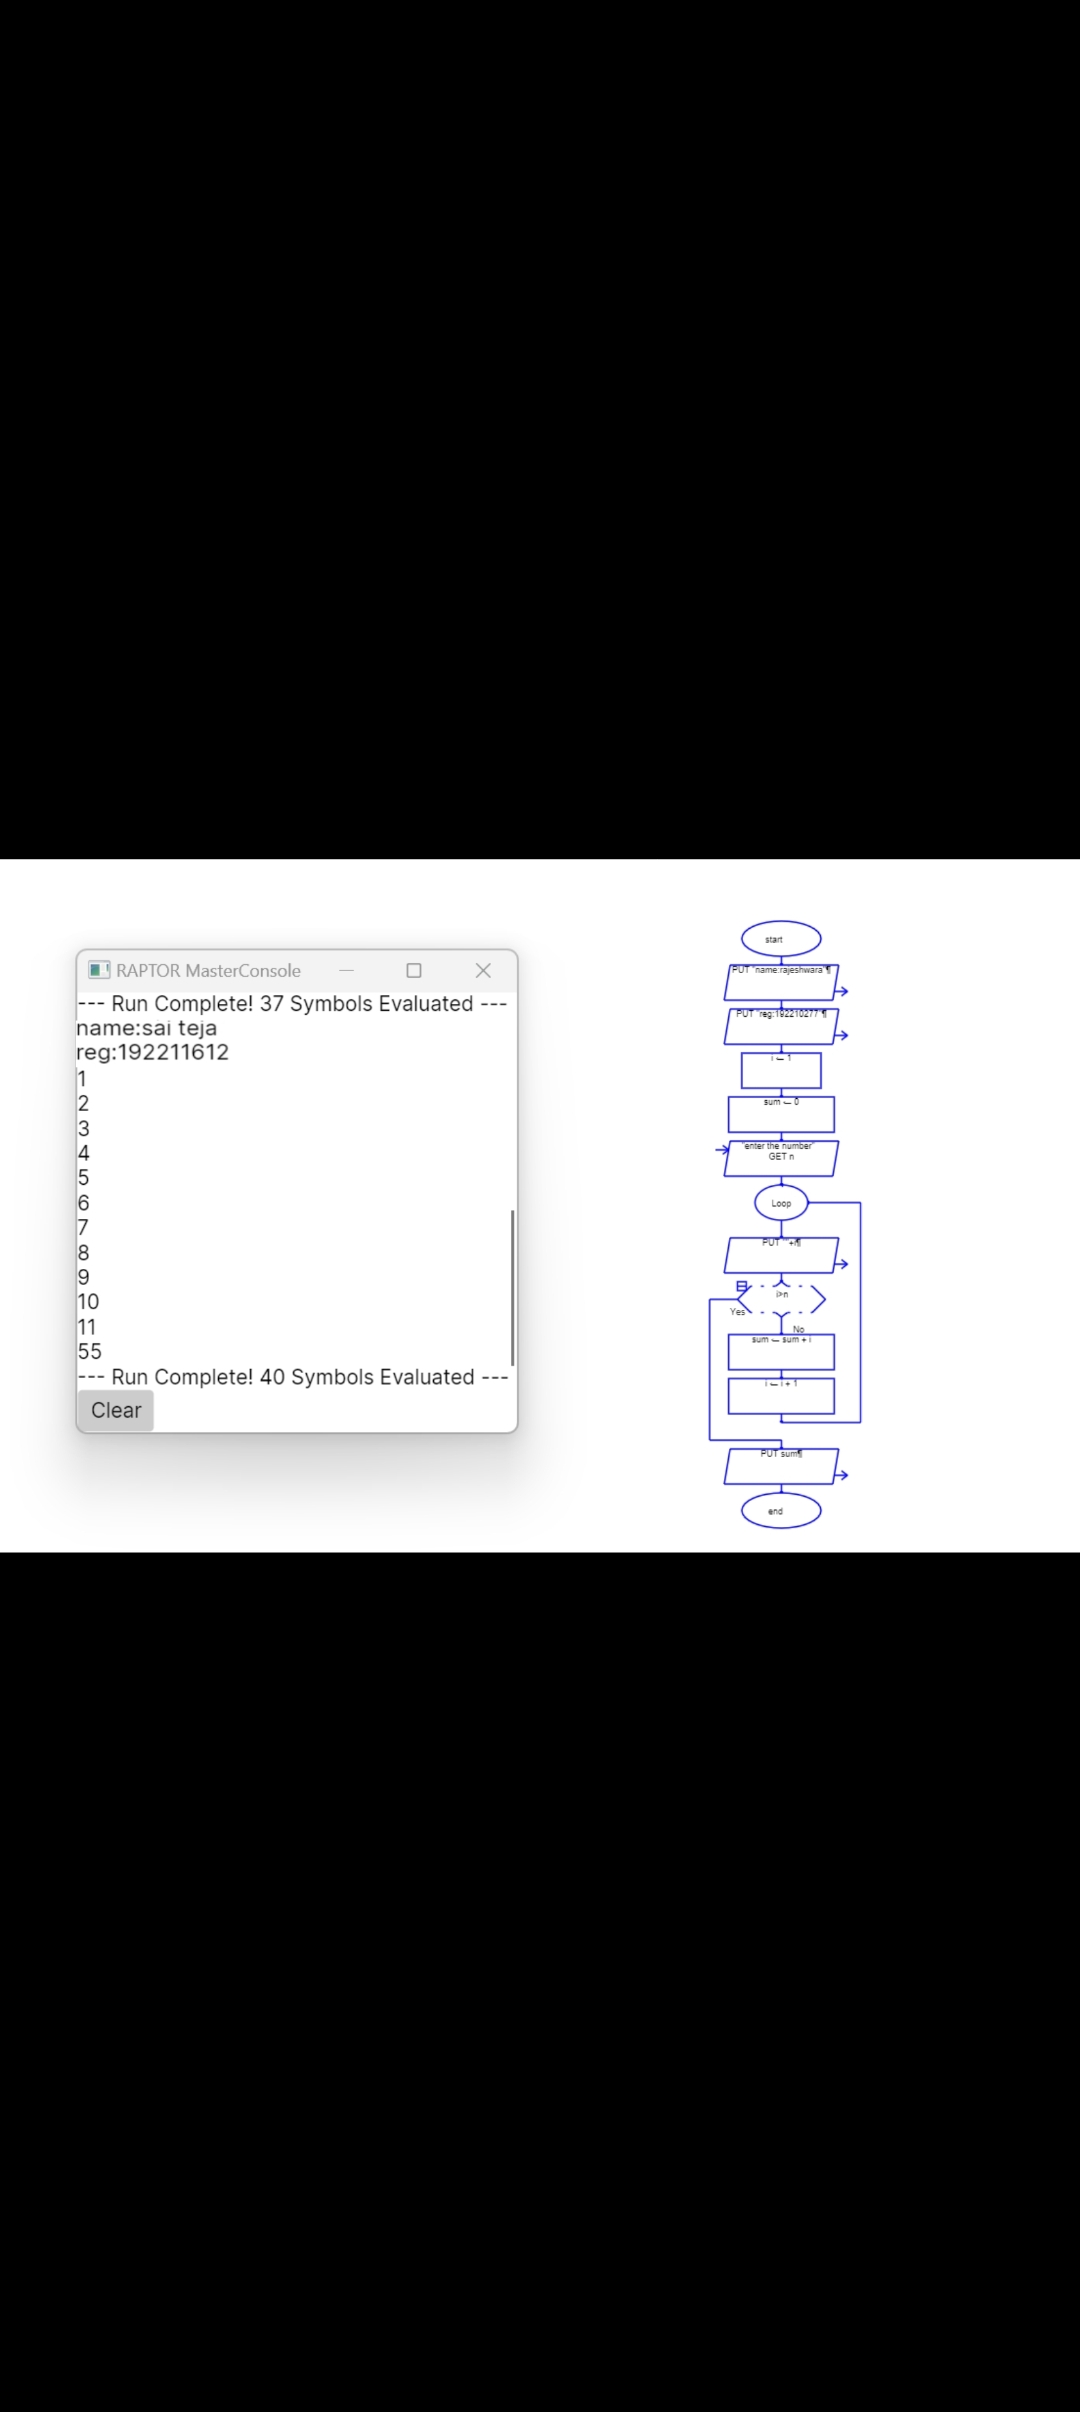 RAPTOR MasterConsole
--- Run Complete! 37 Symbols Evaluated ---
name:sai teja
reg:192211612
1
2
3
4
5
6
7
8
9
10
11
55
--- Run Complete! 40 Symbols Evaluated ---
Clear
start
PUT "name:rajeshwara"¶
PUT "reg:192210277"¶
i ← 1
sum ← 0
"enter the number"
GET n
Loop
PUT ""+
i>n
Yes
No
sum ← sum + i
i ← i + 1
PUT sum¶
end